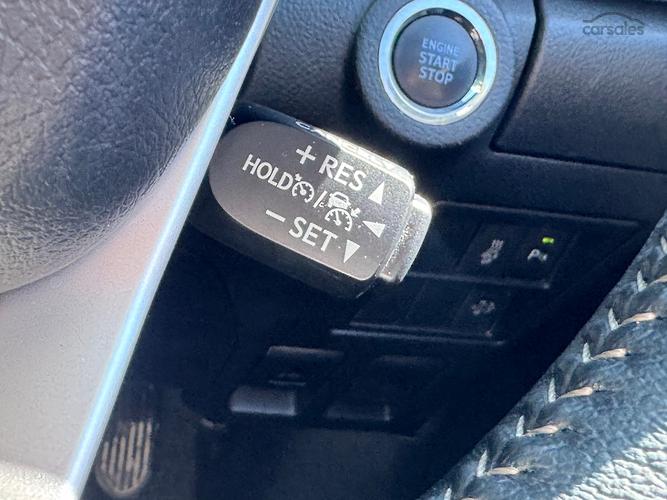 carsales
ENGINE
START
STOP
+ RES
HOLD /
− SET
P